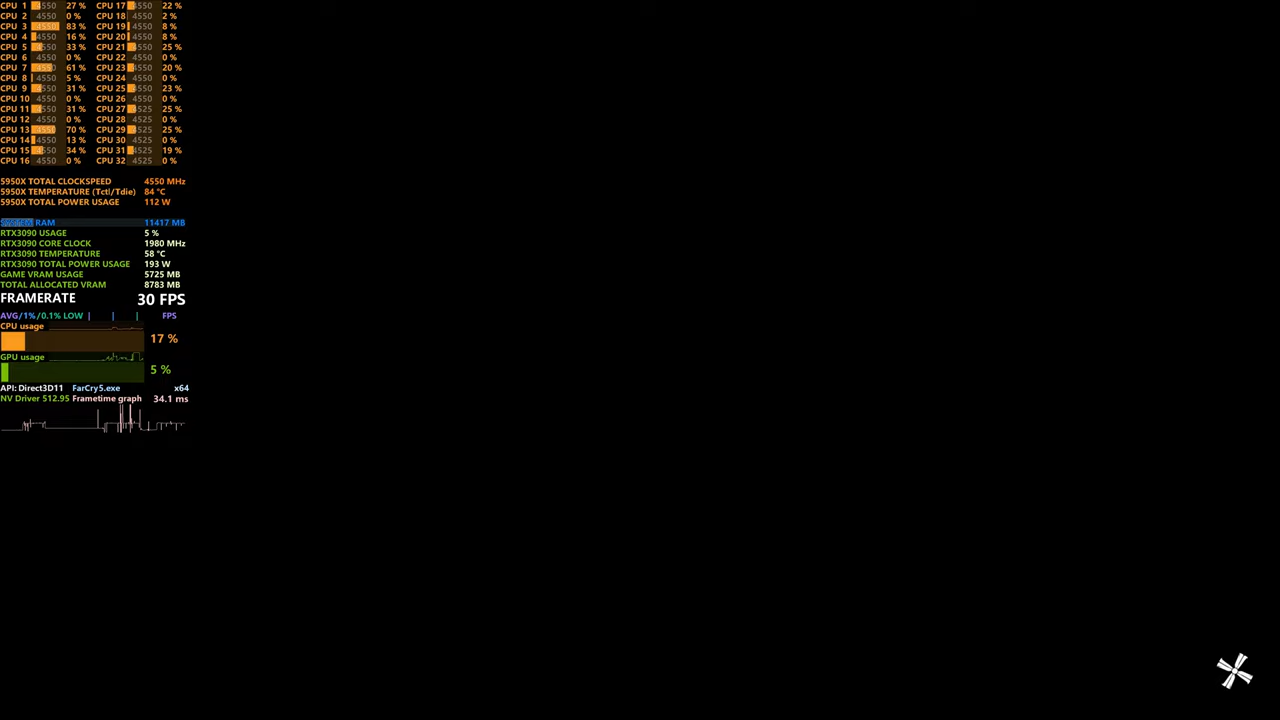 CPU 1 4550 27 % CPU 17 4550 22 %
CPU 2 4550 0 % CPU 18 4550 2 %
CPU 3 4550 83 % CPU 19 4550 8 %
CPU 4 4550 16 % CPU 20 4550 8 %
CPU 5 4550 33 % CPU 21 4550 25 %
CPU 6 4550 0 % CPU 22 4550 0 %
CPU 7 4550 61 % CPU 23 4550 20 %
CPU 8 4550 5 % CPU 24 4550 0 %
CPU 9 4550 31 % CPU 25 4550 23 %
CPU 10 4550 0 % CPU 26 4550 0 %
CPU 11 4550 31 % CPU 27 4525 25 %
CPU 12 4550 0 % CPU 28 4525 0 %
CPU 13 4550 70 % CPU 29 4525 25 %
CPU 14 4550 13 % CPU 30 4525 0 %
CPU 15 4550 34 % CPU 31 4525 19 %
CPU 16 4550 0 % CPU 32 4525 0 %
5950X TOTAL CLOCKSPEED 4550 MHz
5950X TEMPERATURE (Tctl/Tdie) 84 °C
5950X TOTAL POWER USAGE 112 W
RAM 11417 MB
RTX3090 USAGE 5 %
RTX3090 CORE CLOCK 1980 MHz
RTX3090 TEMPERATURE 58 °C
RTX3090 TOTAL POWER USAGE 193 W
GAME VRAM USAGE 5725 MB
TOTAL ALLOCATED VRAM 8783 MB
FRAMERATE 30 FPS
AVG/1%/0.1% LOW | | | FPS
CPU usage
17 %
GPU usage
5 %
API: Direct3D11 FarCry5.exe x64
NV Driver 512.95 Frametime graph 34.1 ms